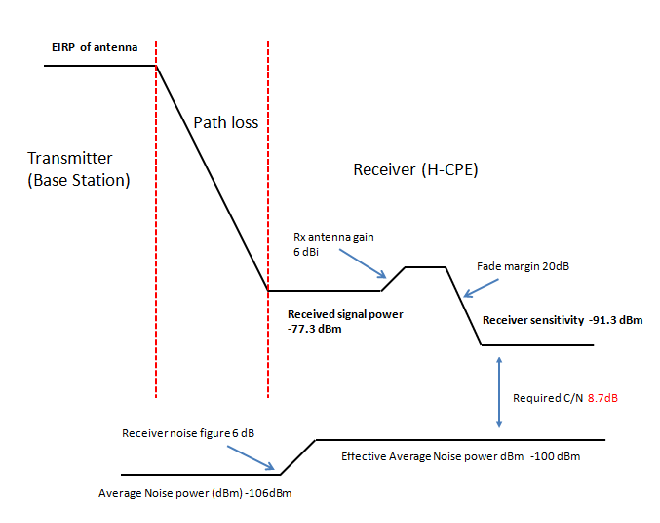 EIRP of antenna
Path loss
Transmitter
(Base Station)
Receiver (H-CPE)
Rx antenna gain
6 dBi
Fade margin 20dB
Received signal power
-77.3 dBm
Receiver sensitivity -91.3 dBm
Required C/N 8.7dB
Receiver noise figure 6 dB
Effective Average Noise power dBm -100 dBm
Average Noise power (dBm) -106dBm